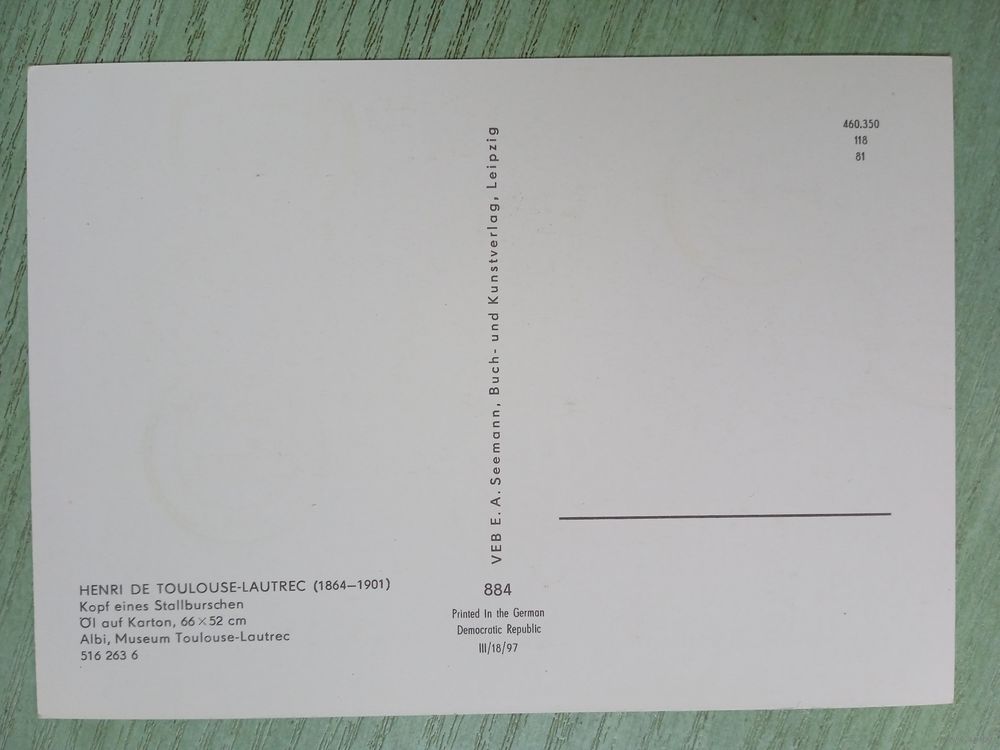 HENRI DE TOULOUSE-LAUTREC (1864–1901)
Kopf eines Stallburschen
Öl auf Karton, 66×52 cm
Albi, Museum Toulouse-Lautrec
516 263 6
VEB E. A. Seemann, Buch- und Kunstverlag, Leipzig
884
Printed In the German
Democratic Republic
III/18/97
460.350
118
81